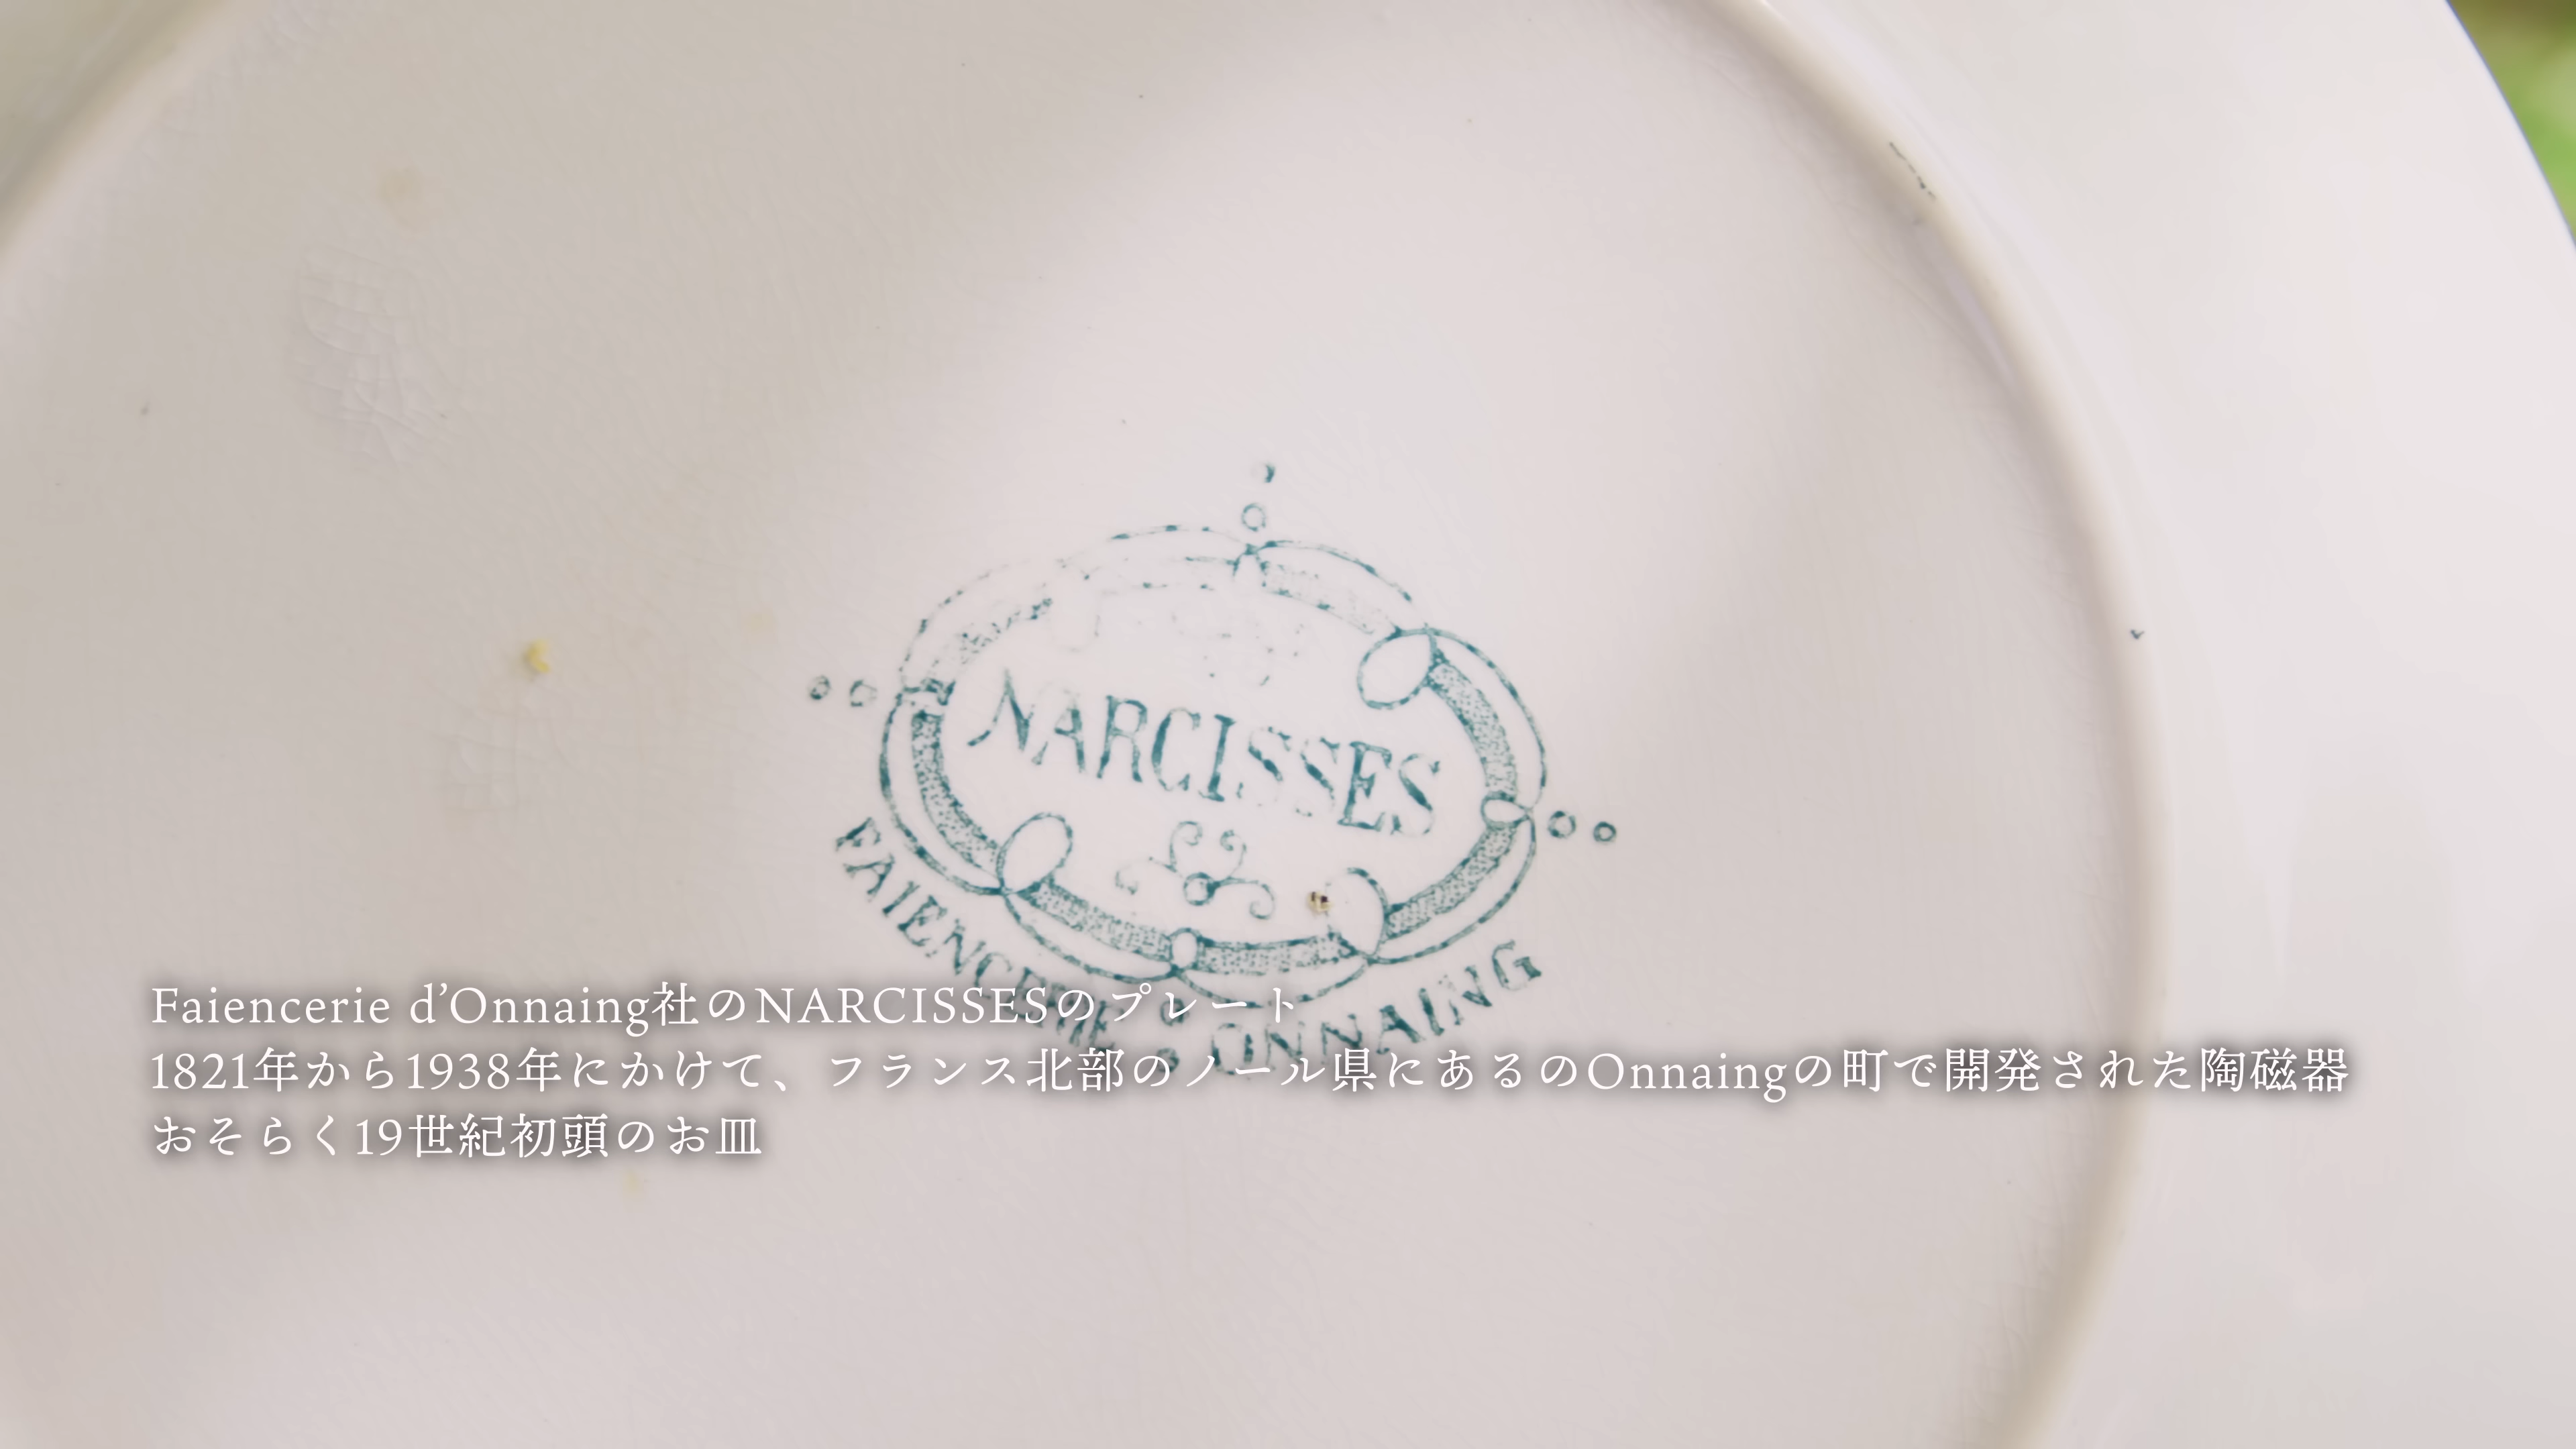 NARCISSES
FAIENCERIE D ONNAING
Faiencerie d’Onnaing社のNARCISSESのプレート
1821年から1938年にかけて、フランス北部のノール県にあるのOnnaingの町で開発された陶磁器
おそらく19世紀初頭のお皿